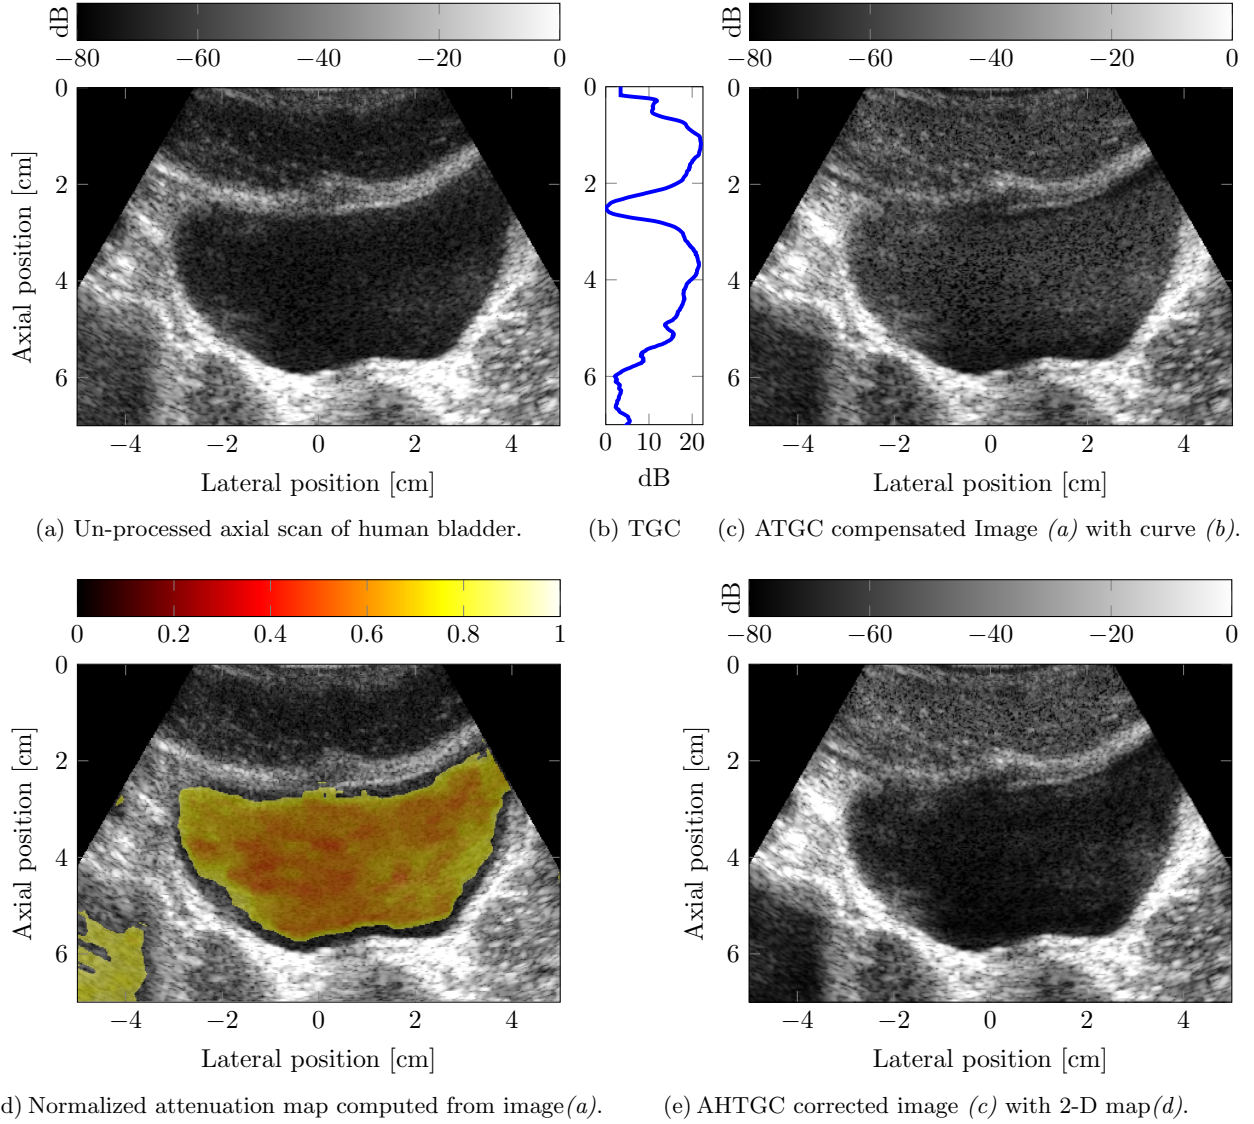 dB
−80 −60 −40 −20 0
dB
−80 −60 −40 −20 0
Axial position [cm]
0
2
4
6
−4 −2 0 2 4
Lateral position [cm]
0
2
4
6
0 10 20
dB
−4 −2 0 2 4
Lateral position [cm]
(a) Un-processed axial scan of human bladder.
(b) TGC
(c) ATGC compensated Image (a) with curve (b).
0 0.2 0.4 0.6 0.8 1
dB
−80 −60 −40 −20 0
Axial position [cm]
0
2
4
6
−4 −2 0 2 4
Lateral position [cm]
Axial position [cm]
0
2
4
6
−4 −2 0 2 4
Lateral position [cm]
d) Normalized attenuation map computed from image(a).
(e) AHTGC corrected image (c) with 2-D map(d).